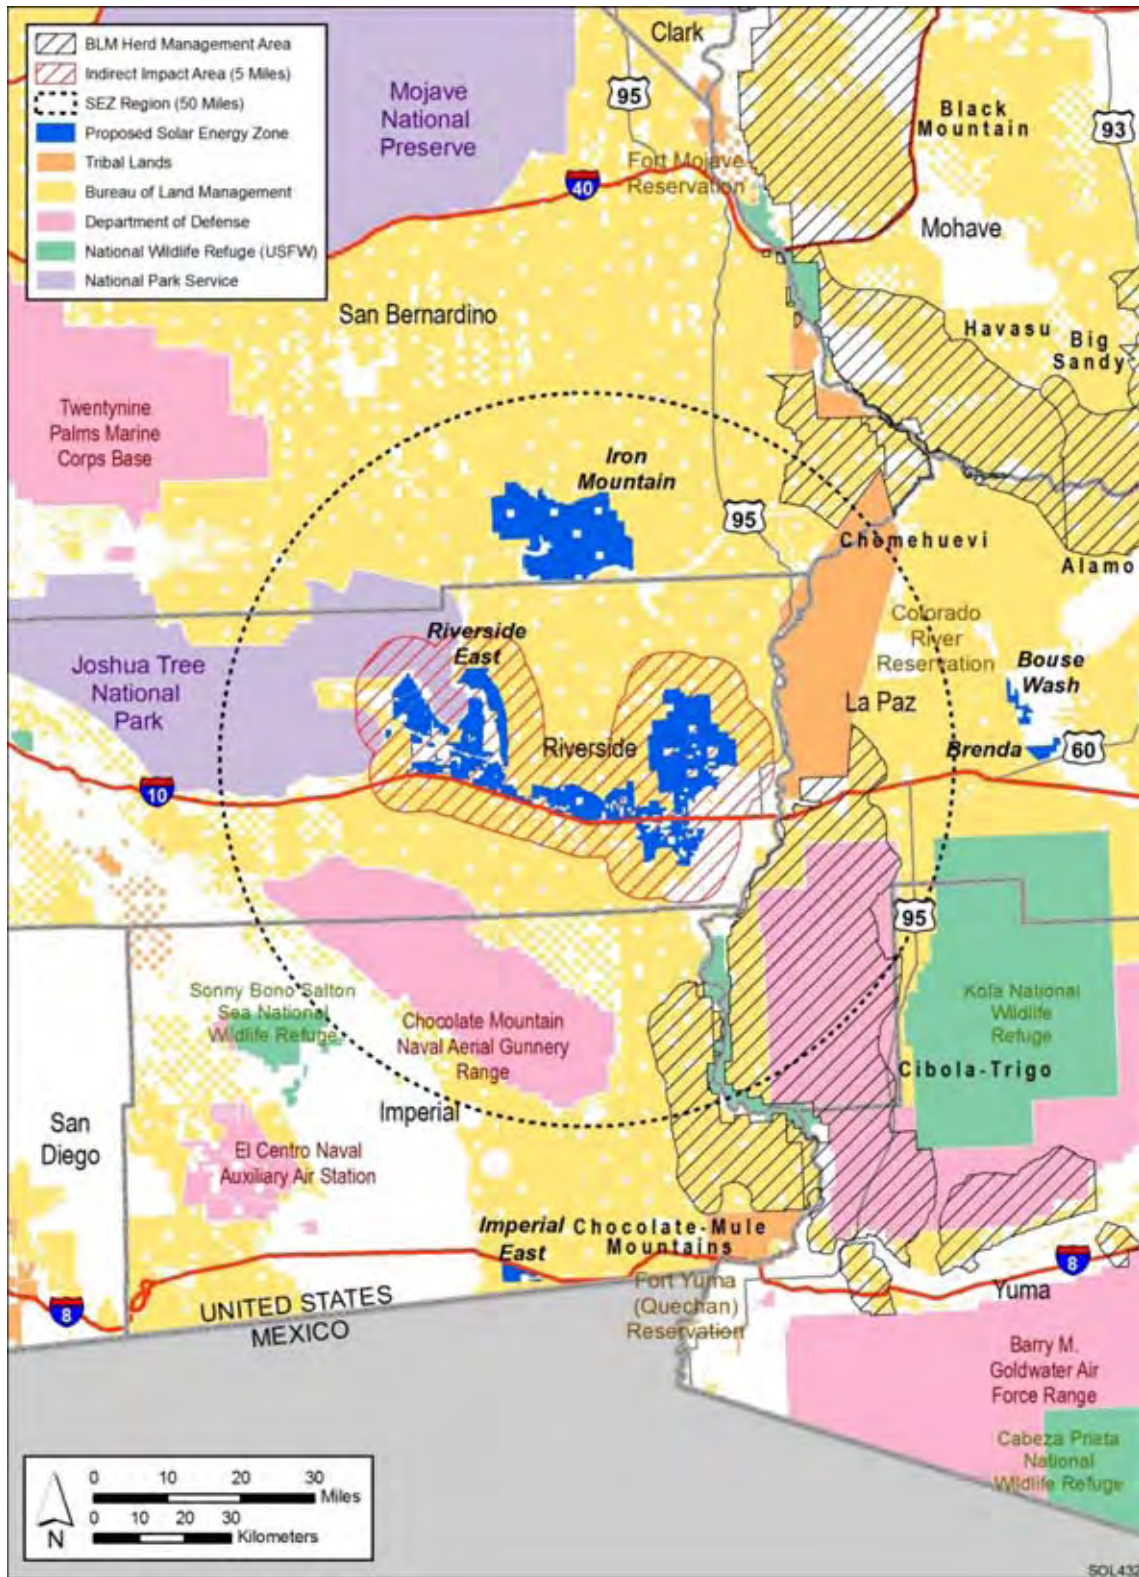 BLM Herd Management Area
Indirect Impact Area (5 Miles)
SEZ Region (50 Miles)
Proposed Solar Energy Zone
Tribal Lands
Bureau of Land Management
Department of Defense
National Wildlife Refuge (USFW)
National Park Service
Clark
95
93
Mojave
National
Preserve
Black
Mountain
40
Fort Mojave
Reservation
Mohave
San Bernardino
Havasu
Big
Sandy
Twentynine
Palms Marine
Corps Base
Iron
Mountain
95
Chemehuevi
Alamo
Colorado
River
Reservation
Riverside
East
Joshua Tree
National
Park
Bouse
Wash
La Paz
Riverside
Brenda
60
10
95
Sonny Bono Salton
Sea National
Wildlife Refuge
Kofa National
Wildlife
Refuge
Chocolate Mountain
Naval Aerial Gunnery
Range
Cibola-Trigo
Imperial
San
Diego
El Centro Naval
Auxiliary Air Station
Imperial
East
Chocolate-Mule
Mountains
8
Fort Yuma
(Quechan)
Reservation
Yuma
8
UNITED STATES
MEXICO
Barry M.
Goldwater Air
Force Range
Cabeza Prieta
National
Wildlife Refuge
0 10 20 30
Miles
0 10 20 30
Kilometers
N
SOL432